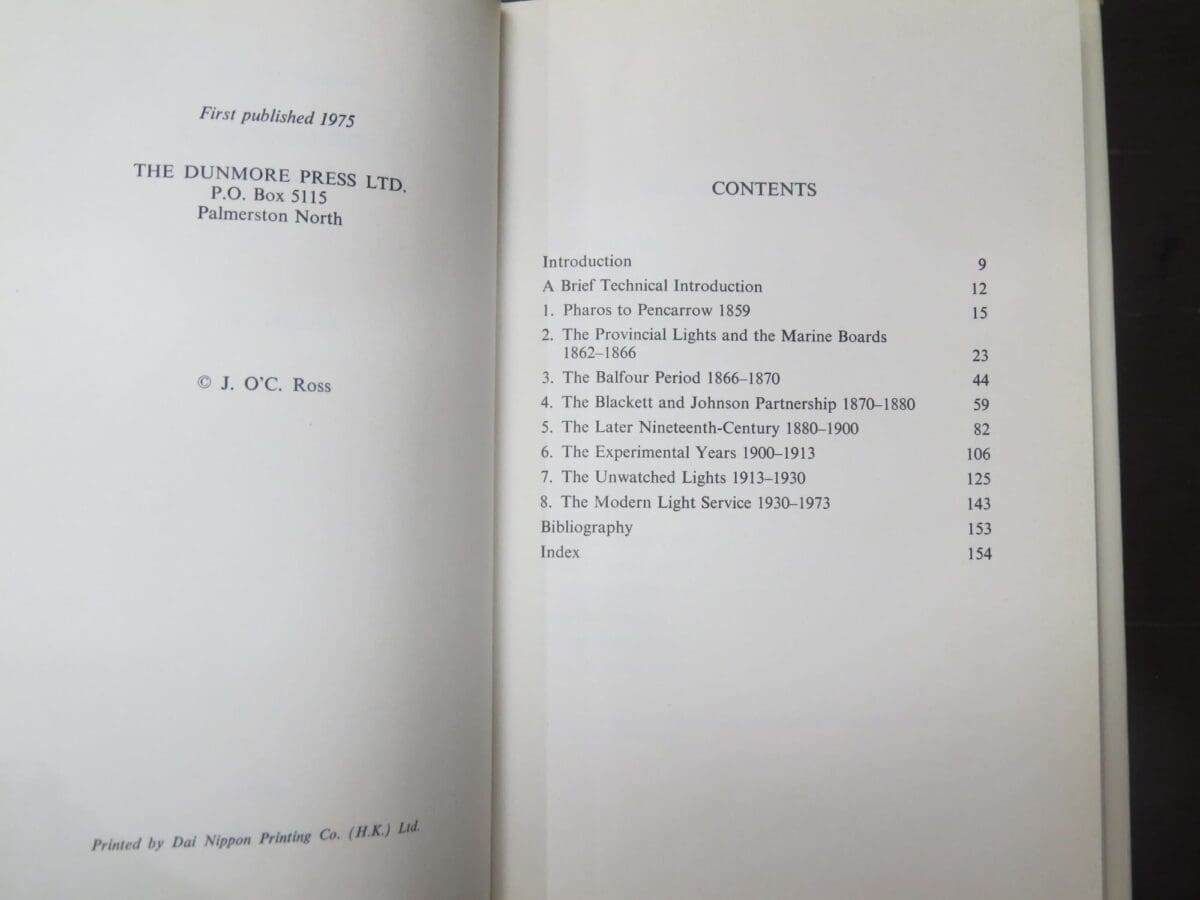 First published 1975
THE DUNMORE PRESS LTD.
P.O. Box 5115
Palmerston North
© J. O'C. Ross
Printed by Dai Nippon Printing Co. (H.K.) Ltd.
CONTENTS
Introduction 9
A Brief Technical Introduction 12
1. Pharos to Pencarrow 1859 15
2. The Provincial Lights and the Marine Boards
1862–1866 23
3. The Balfour Period 1866–1870 44
4. The Blackett and Johnson Partnership 1870–1880 59
5. The Later Nineteenth-Century 1880–1900 82
6. The Experimental Years 1900–1913 106
7. The Unwatched Lights 1913–1930 125
8. The Modern Light Service 1930–1973 143
Bibliography 153
Index 154